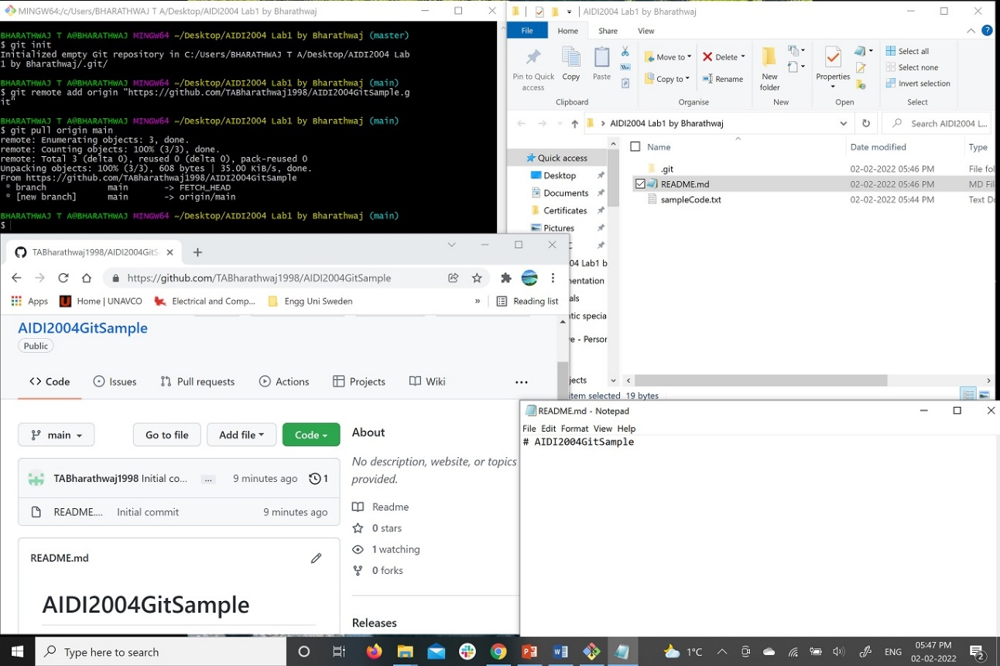 MINGW64:/c/Users/BHARATHWAJ T A/Desktop/AIDI2004 Lab1 by Bharathwaj
BHARATHWAJ T A@BHARATHWAJ MINGW64 ~/Desktop/AIDI2004 Lab1 by Bharathwaj (master)
$ git init
Initialized empty Git repository in C:/Users/BHARATHWAJ T A/Desktop/AIDI2004 Lab
1 by Bharathwaj/.git/
BHARATHWAJ T A@BHARATHWAJ MINGW64 ~/Desktop/AIDI2004 Lab1 by Bharathwaj (main)
$ git remote add origin "https://github.com/TABharathwaj1998/AIDI2004GitSample.g
it"
BHARATHWAJ T A@BHARATHWAJ MINGW64 ~/Desktop/AIDI2004 Lab1 by Bharathwaj (main)
$ git pull origin main
remote: Enumerating objects: 3, done.
remote: Counting objects: 100% (3/3), done.
remote: Total 3 (delta 0), reused 0 (delta 0), pack-reused 0
Unpacking objects: 100% (3/3), 608 bytes | 35.00 KiB/s, done.
From https://github.com/TABharathwaj1998/AIDI2004GitSample
* branch main -> FETCH_HEAD
* [new branch] main -> origin/main
BHARATHWAJ T A@BHARATHWAJ MINGW64 ~/Desktop/AIDI2004 Lab1 by Bharathwaj (main)
$
AIDI2004 Lab1 by Bharathwaj
File Home Share View
Pin to Quick access
Copy
Paste
Clipboard
Move to
Copy to
Delete
Rename
Organise
New folder
New
Properties
Open
Select all
Select none
Invert selection
Select
AIDI2004 Lab1 by Bharathwaj
Search AIDI2004 L...
Name Date modified Type
Quick access
Desktop
Documents
Certificates
Pictures
C
04 Lab1 b
nentation
als
ntic specia
e - Person
jects
.git 02-02-2022 05:46 PM File fol
README.md 02-02-2022 05:46 PM MD Fil
sampleCode.txt 02-02-2022 05:44 PM Text Do
item selected 19 bytes
TABharathwaj1998/AIDI2004GitS
https://github.com/TABharathwaj1998/AIDI2004GitSample
Apps Home | UNAVCO Electrical and Comp... Engg Uni Sweden » Reading list
AIDI2004GitSample
Public
Code Issues Pull requests Actions Projects Wiki ...
main Go to file Add file Code
TABharathwaj1998 Initial co... ... 9 minutes ago 1
README.... Initial commit 9 minutes ago
README.md
AIDI2004GitSample
About
No description, website, or topics
provided.
Readme
0 stars
1 watching
0 forks
Releases
README.md - Notepad
File Edit Format View Help
# AIDI2004GitSample
Type here to search
1°C
ENG
05:47 PM
02-02-2022
2